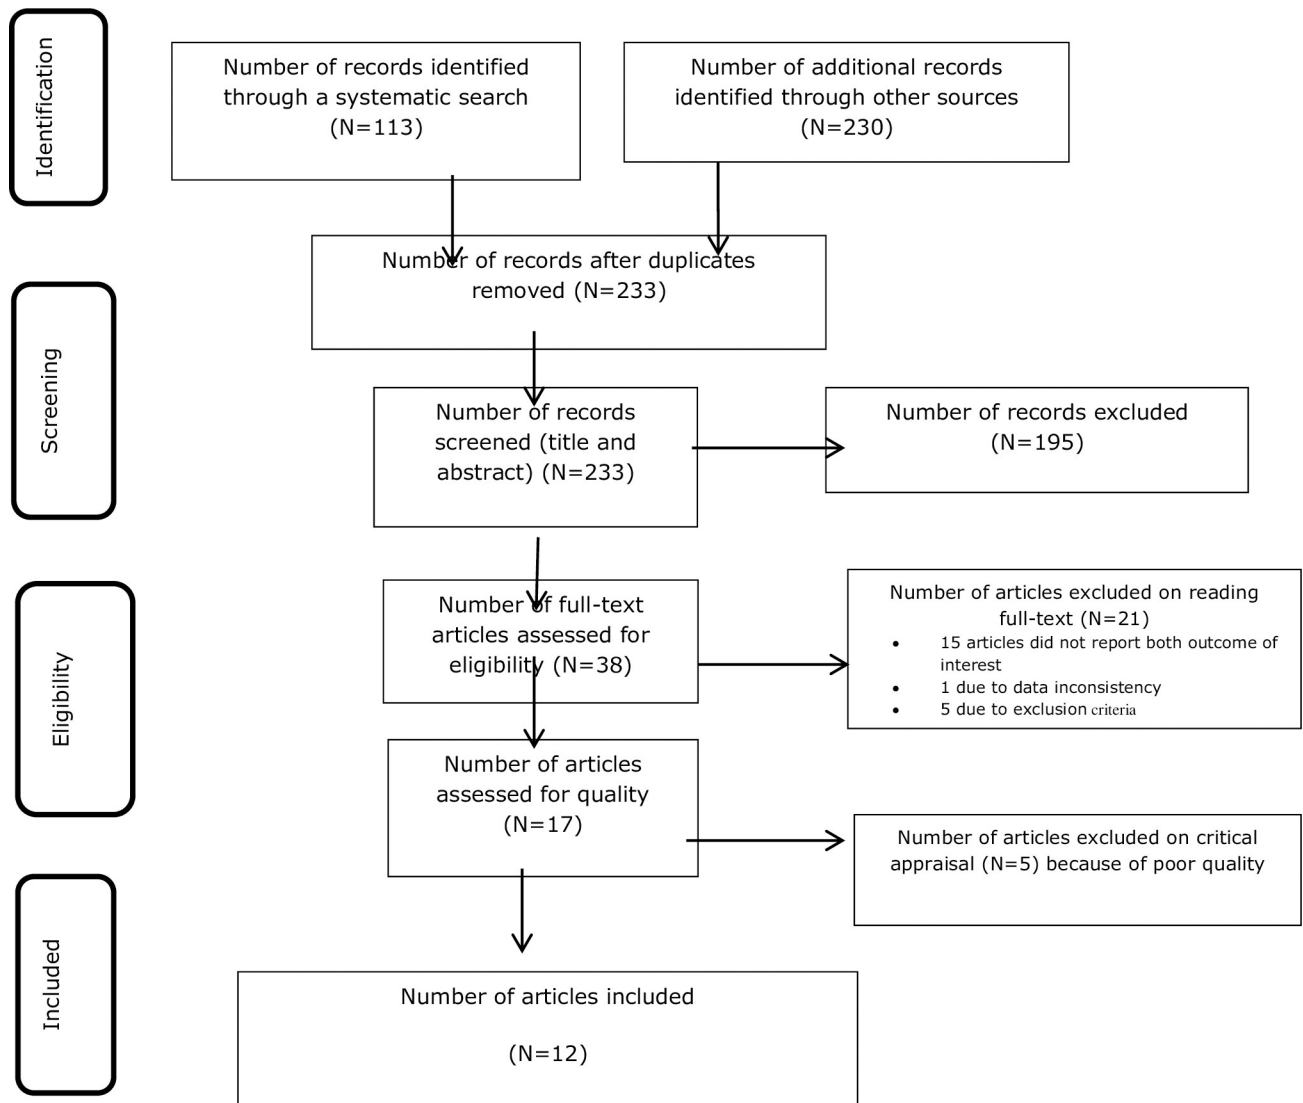 Identification
Number of records identified
through a systematic search
(N=113)
Number of additional records
identified through other sources
(N=230)
Number of records after duplicates
removed (N=233)
Screening
Number of records
screened (title and
abstract) (N=233)
Number of records excluded
(N=195)
Eligibility
Number of full-text
articles assessed for
eligibility (N=38)
Number of articles excluded on reading
full-text (N=21)
• 15 articles did not report both outcome of
interest
• 1 due to data inconsistency
• 5 due to exclusion criteria
Number of articles
assessed for quality
(N=17)
Number of articles excluded on critical
appraisal (N=5) because of poor quality
Included
Number of articles included
(N=12)